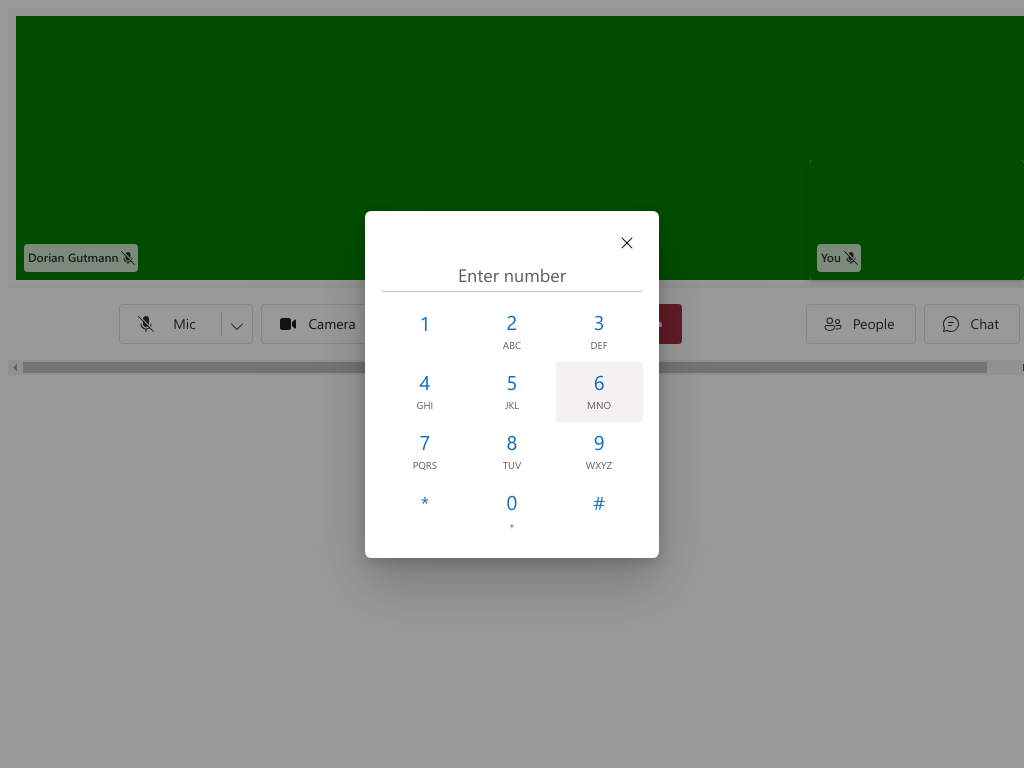 Dorian Gutmann
You
Mic
Camera
People
Chat
Enter number
1
2
ABC
3
DEF
4
GHI
5
JKL
6
MNO
7
PQRS
8
TUV
9
WXYZ
*
0
+
#